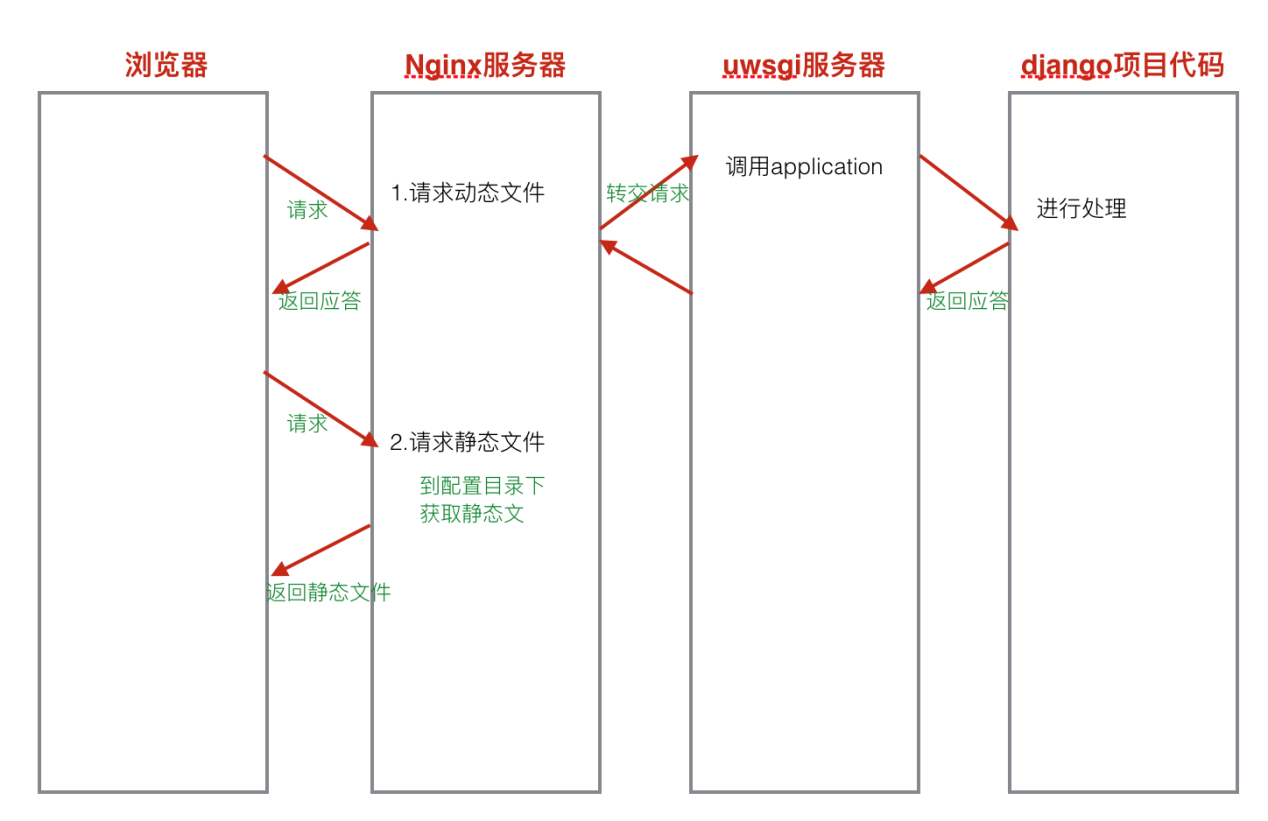 浏览器
Nginx服务器
uwsgi服务器
django项目代码
请求
1.请求动态文件
转交请求
调用application
进行处理
返回应答
返回应答
请求
2.请求静态文件
到配置目录下
获取静态文
返回静态文件